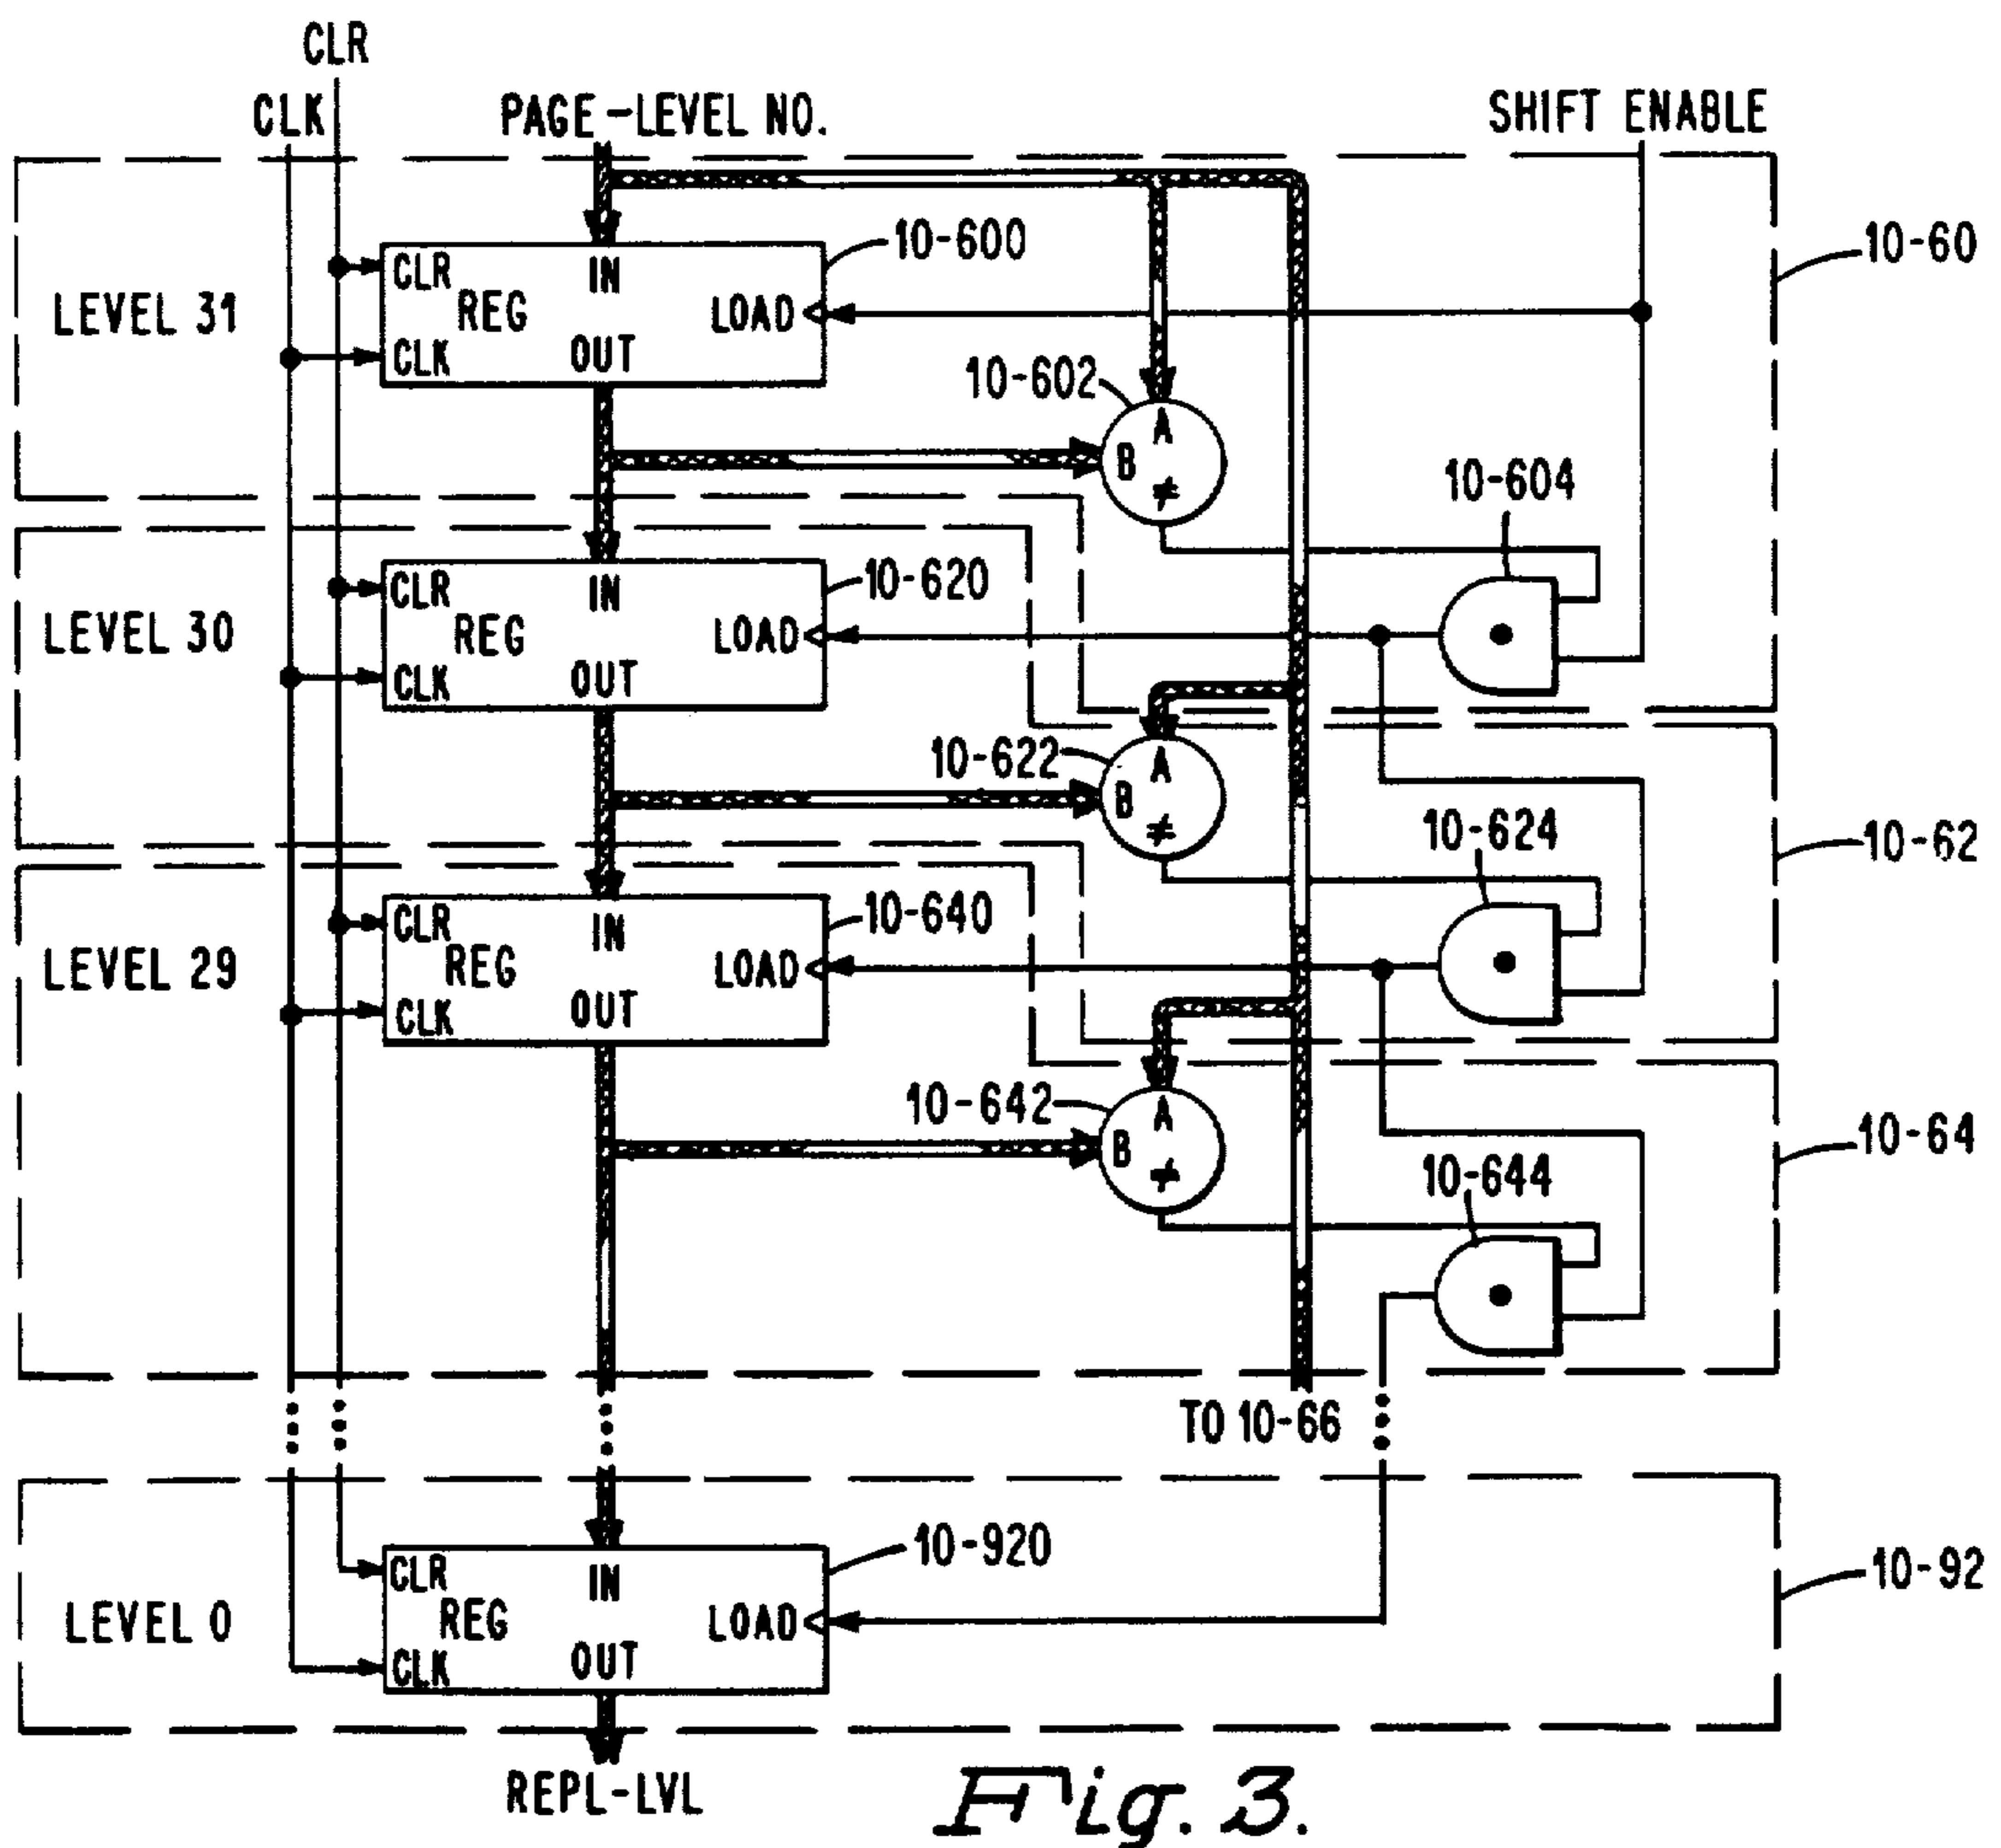 CLR
CLK
PAGE-LEVEL NO.
SHIFT ENABLE
10-60
LEVEL 31
CLR
REG
CLK
IN
OUT
LOAD
10-600
10-602
A
B
≠
10-604
LEVEL 30
CLR
REG
CLK
IN
OUT
LOAD
10-620
10-622
A
B
≠
10-624
10-62
LEVEL 29
CLR
REG
CLK
IN
OUT
LOAD
10-640
10-642
A
B
≠
10-644
10-64
TO 10-66
LEVEL 0
CLR
REG
CLK
IN
OUT
LOAD
10-920
10-92
REPL-LVL
Fig. 3.